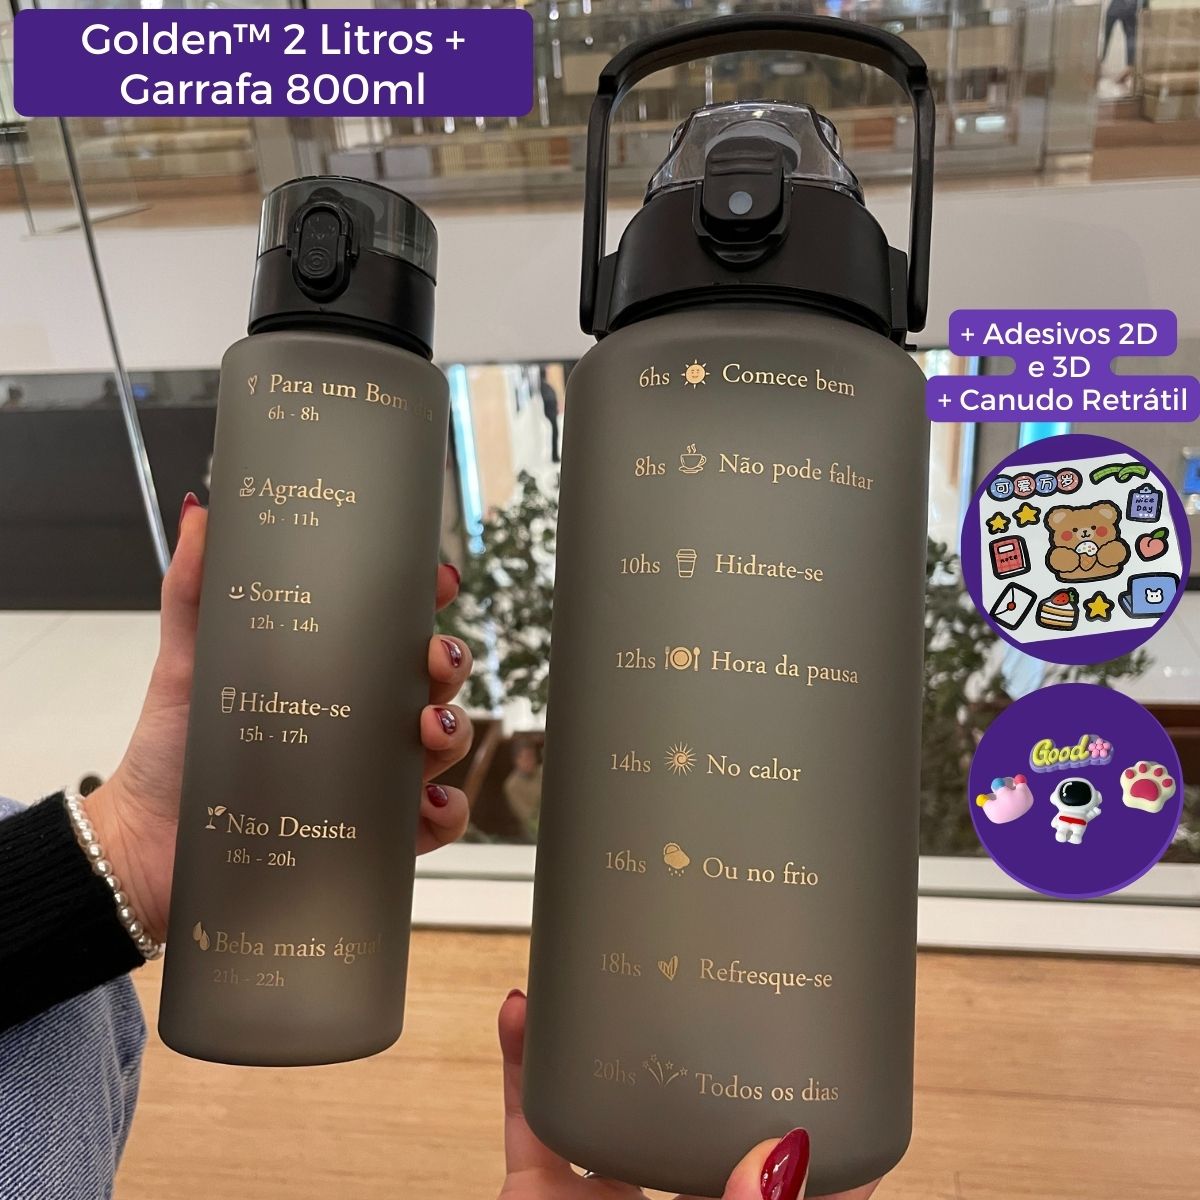 Golden™ 2 Litros +
Garrafa 800ml
Para um Bom dia
6h - 8h
Agradeça
9h - 11h
Sorria
12h - 14h
Hidrate-se
15h - 17h
Não Desista
18h - 20h
Beba mais água!
21h - 22h
6hs Comece bem
8hs Não pode faltar
10hs Hidrate-se
12hs Hora da pausa
14hs No calor
16hs Ou no frio
18hs Refresque-se
20hs Todos os dias
+ Adesivos 2D
e 3D
+ Canudo Retrátil
可爱万岁
Nice
Day
note
Good